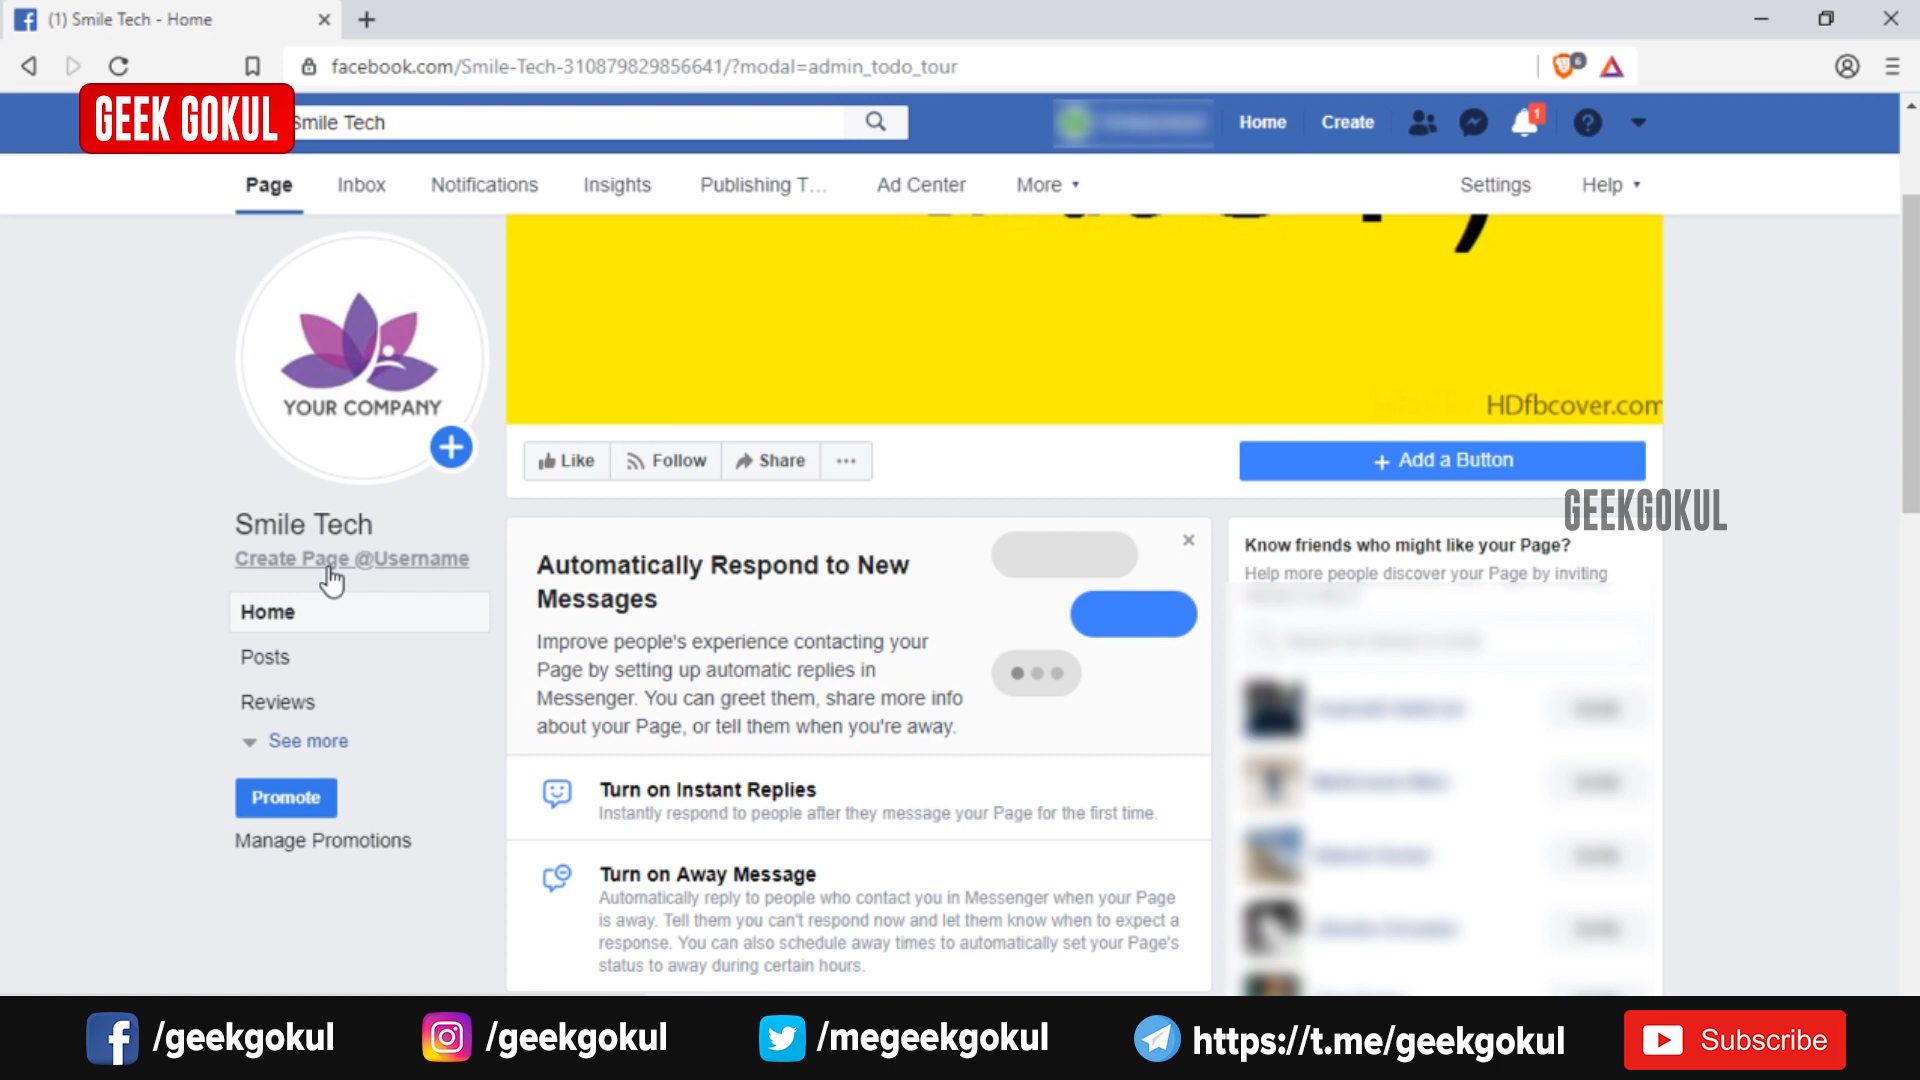 (1) Smile Tech - Home
facebook.com/Smile-Tech-310879829856641/?modal=admin_todo_tour
6
GEEK GOKUL
Smile Tech
Home
Create
1
Page
Inbox
Notifications
Insights
Publishing T...
Ad Center
More
Settings
Help
YOUR COMPANY
HDfbcover.com
Like
Follow
Share
+ Add a Button
GEEKGOKUL
Smile Tech
Create Page @Username
Home
Posts
Reviews
See more
Promote
Manage Promotions
Automatically Respond to New
Messages
Improve people's experience contacting your
Page by setting up automatic replies in
Messenger. You can greet them, share more info
about your Page, or tell them when you're away.
Turn on Instant Replies
Instantly respond to people after they message your Page for the first time.
Turn on Away Message
Automatically reply to people who contact you in Messenger when your Page
is away. Tell them you can't respond now and let them know when to expect a
response. You can also schedule away times to automatically set your Page's
status to away during certain hours.
Know friends who might like your Page?
Help more people discover your Page by inviting
/geekgokul
/geekgokul
/megeekgokul
https://t.me/geekgokul
Subscribe